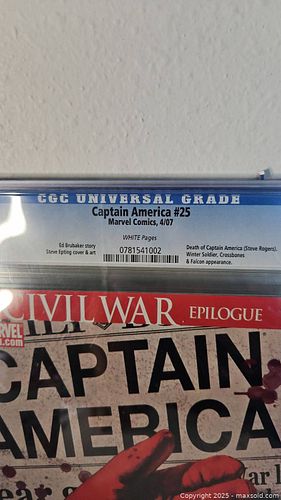 CGC UNIVERSAL GRADE
Captain America #25
Marvel Comics, 4/07
WHITE Pages
Ed Brubaker story
Steve Epting cover & art
0781541002
Death of Captain America (Steve Rogers).
Winter Soldier, Crossbones
& Falcon appearance.
CIVIL WAR EPILOGUE
RVEL
.com
CAPTAIN
AMERICA
Copyright 2025 - maxsold.com